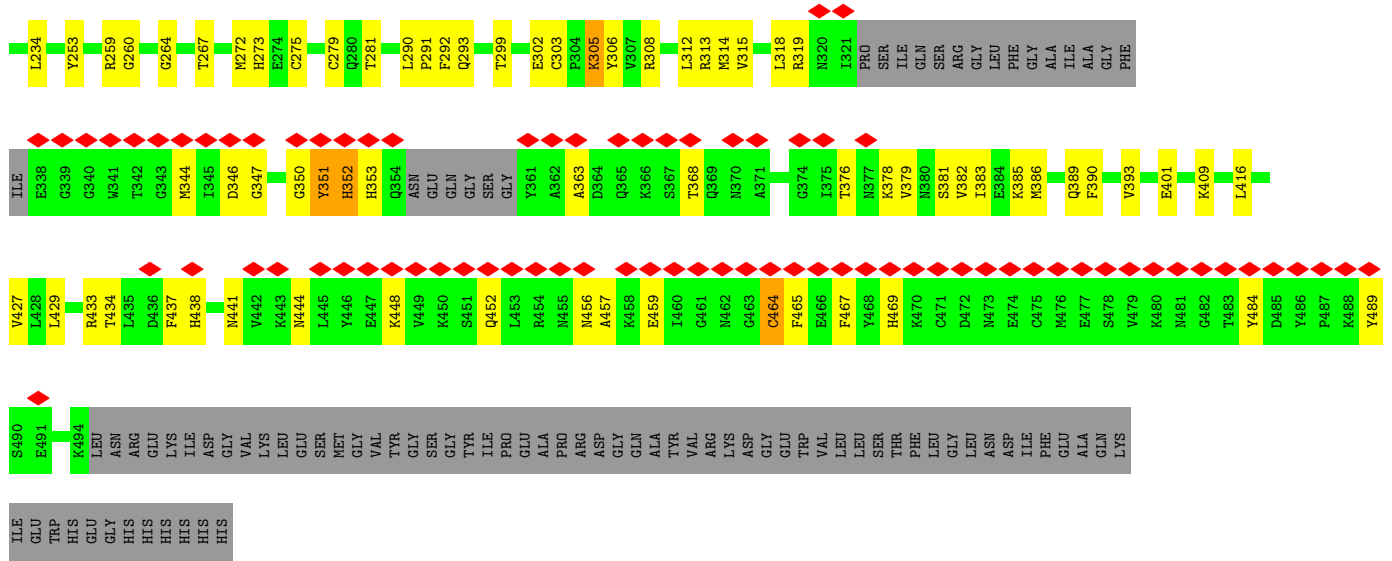 L234 Y253 R259 G260 G264 T267 M272 H273 E274 C275 C279 Q280 T281 L290 P291 F292 Q293 T299 E302 C303 P304 K305 Y306 V307 R308 L312 R313 M314 V315 L318 R319 N320 I321 PRO SER ILE GLN SER ARG GLY LEU PHE GLY ALA ILE ALA GLY PHE
ILE E338 G339 G340 W341 T342 G343 M344 I345 D346 G347 G350 Y351 H352 H353 Q354 ASN GLU GLN GLY SER GLY Y361 A362 A363 D364 Q365 K366 S367 T368 Q369 N370 A371 G374 I375 T376 N377 K378 V379 N380 S381 V382 I383 E384 K385 M386 Q389 F390 V393 E401 K409 L416
V427 L428 L429 R433 T434 L435 D436 F437 H438 N441 V442 K443 N444 L445 Y446 E447 K448 V449 K450 S451 Q452 L453 R454 N455 N456 A457 K458 E459 I460 G461 N462 G463 C464 F465 E466 F467 Y468 H469 K470 C471 D472 N473 E474 C475 M476 E477 S478 V479 K480 N481 G482 T483 Y484 D485 Y486 P487 K488 Y489
S490 E491 K494 LEU ASN ARG GLU LYS ILE ASP GLY VAL LYS LEU GLU SER MET GLY VAL TYR GLY SER GLY TYR ILE PRO GLU ALA PRO ARG ASP GLY GLN ALA TYR VAL ARG LYS ASP GLY GLU TRP VAL LEU LEU SER THR PHE LEU GLY LEU ASN ASP ILE PHE GLU ALA GLN LYS
ILE GLU TRP HIS GLU GLY HIS HIS HIS HIS HIS HIS